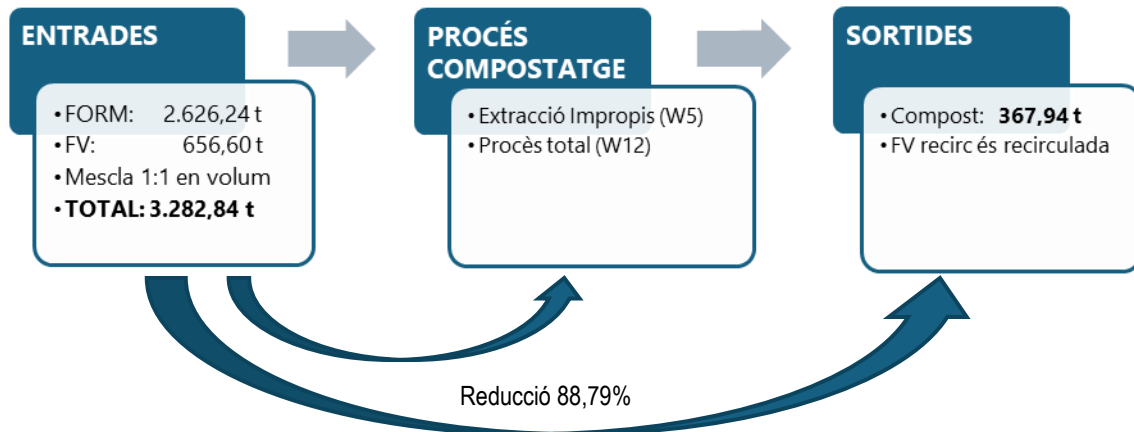 ENTRADES
• FORM: 2.626,24 t
• FV: 656,60 t
• Mescla 1:1 en volum
• TOTAL: 3.282,84 t
PROCÉS
COMPOSTATGE
• Extracció Impropis (W5)
• Procès total (W12)
SORTIDES
• Compost: 367,94 t
• FV recirc és recirculada
Reducció 88,79%